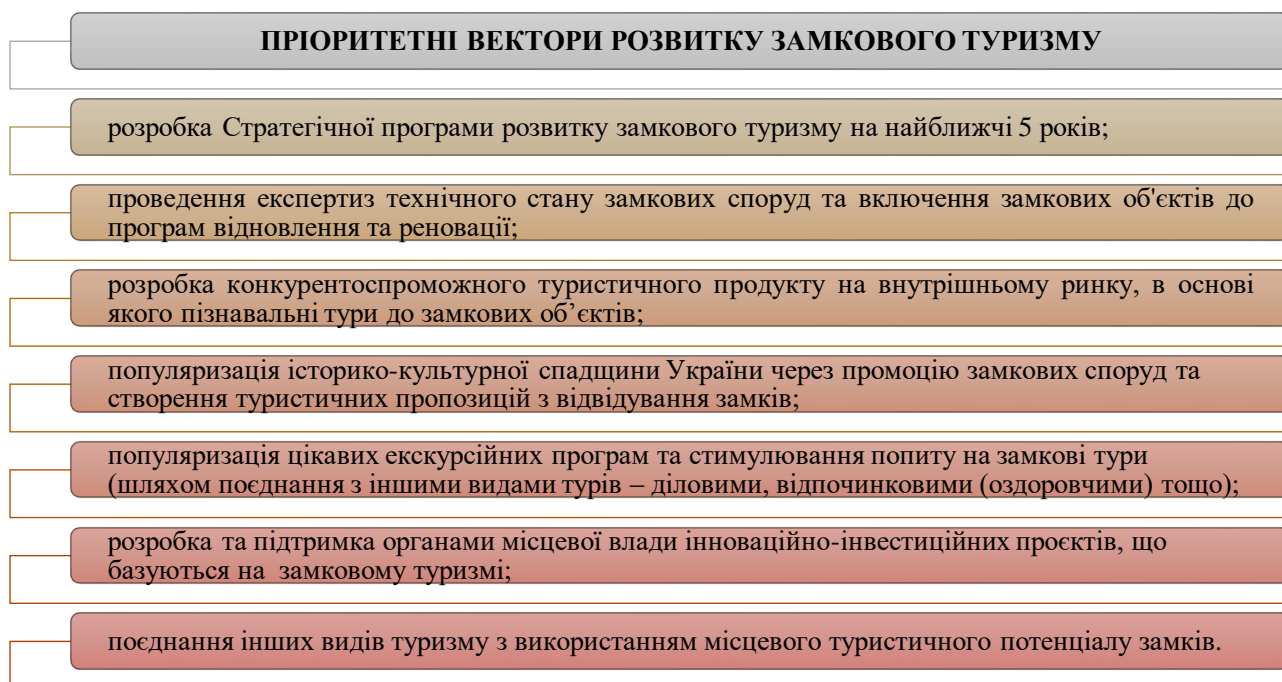 ПРІОРИТЕТНІ ВЕКТОРИ РОЗВИТКУ ЗАМКОВОГО ТУРИЗМУ
розробка Стратегічної програми розвитку замкового туризму на найближчі 5 років;
проведення експертиз технічного стану замкових споруд та включення замкових об'єктів до
програм відновлення та реновації;
розробка конкурентоспроможного туристичного продукту на внутрішньому ринку, в основі
якого пізнавальні тури до замкових об’єктів;
популяризація історико-культурної спадщини України через промоцію замкових споруд та
створення туристичних пропозицій з відвідування замків;
популяризація цікавих екскурсійних програм та стимулювання попиту на замкові тури
(шляхом поєднання з іншими видами турів – діловими, відпочинковими (оздоровчими) тощо);
розробка та підтримка органами місцевої влади інноваційно-інвестиційних проєктів, що
базуються на замковому туризмі;
поєднання інших видів туризму з використанням місцевого туристичного потенціалу замків.